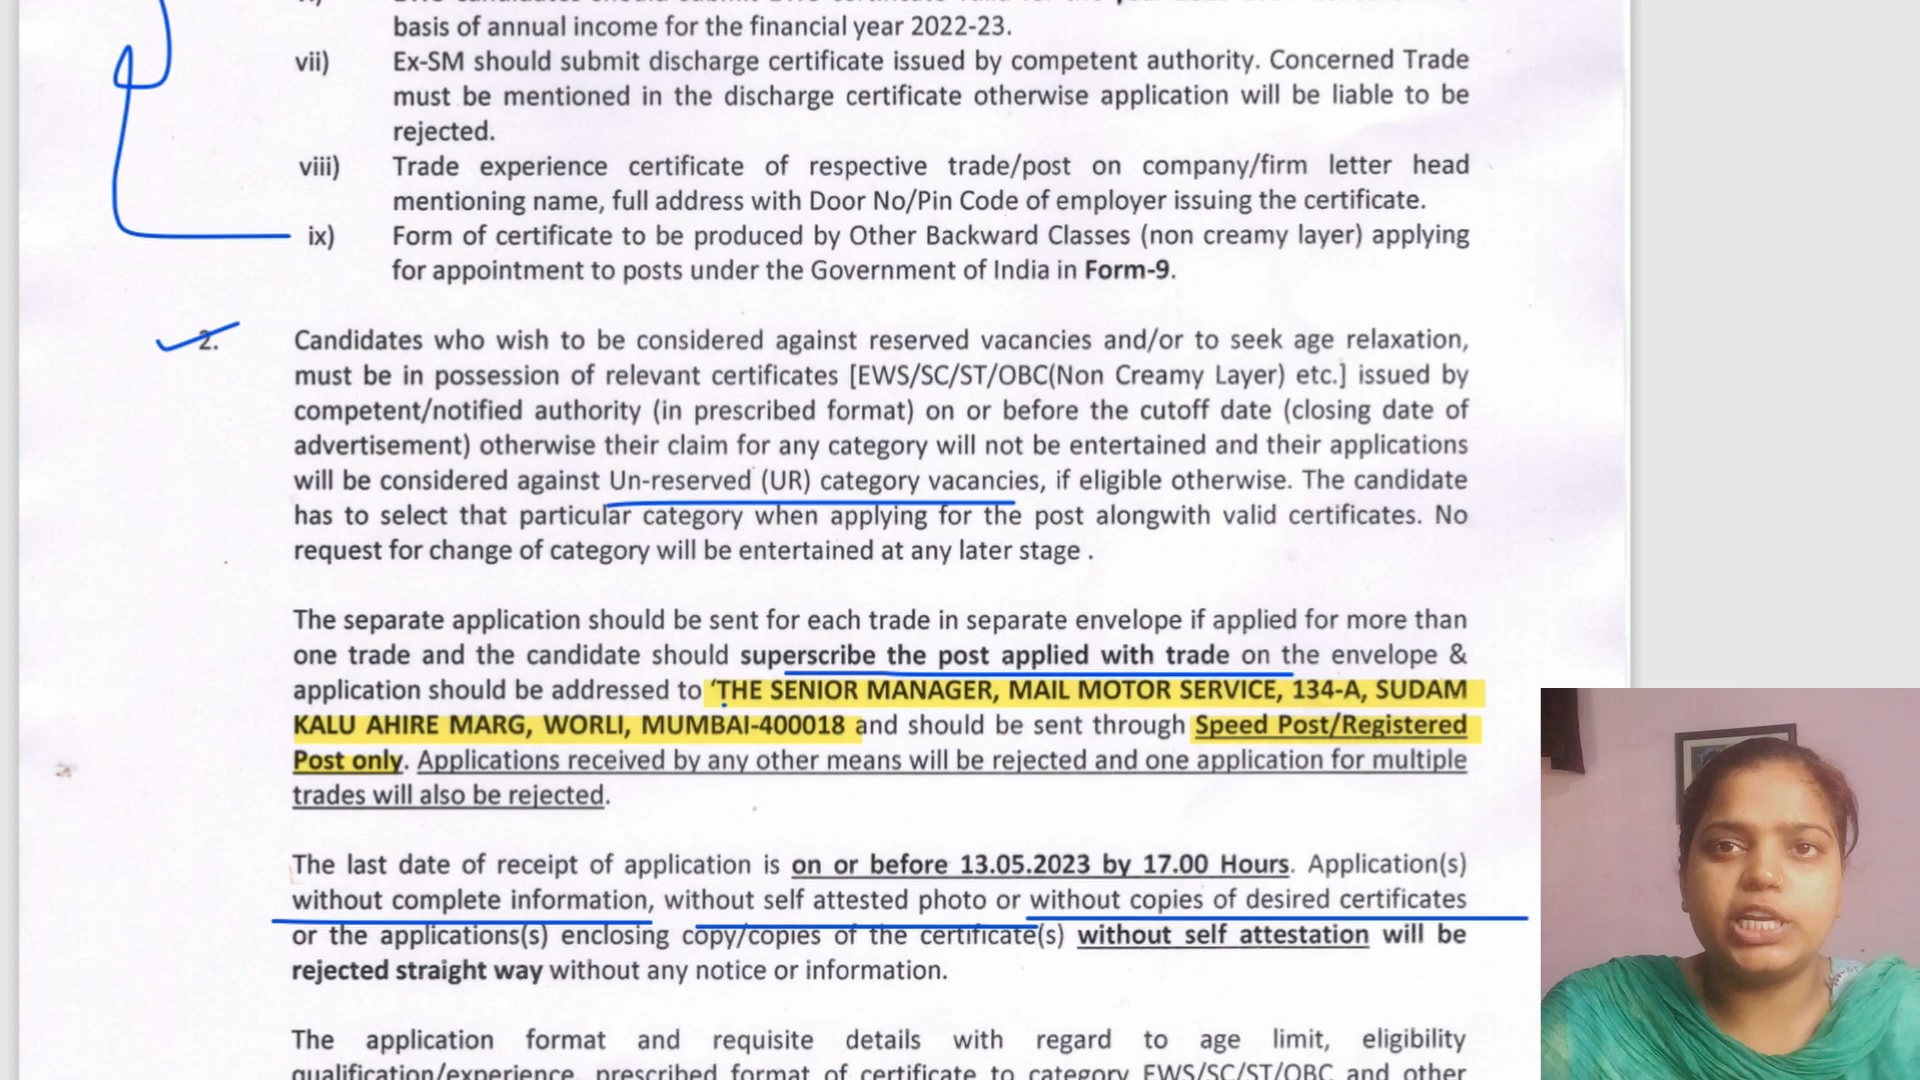 basis of annual income for the financial year 2022-23.
vii) Ex-SM should submit discharge certificate issued by competent authority. Concerned Trade
must be mentioned in the discharge certificate otherwise application will be liable to be
rejected.
viii) Trade experience certificate of respective trade/post on company/firm letter head
mentioning name, full address with Door No/Pin Code of employer issuing the certificate.
ix) Form of certificate to be produced by Other Backward Classes (non creamy layer) applying
for appointment to posts under the Government of India in Form-9.
2. Candidates who wish to be considered against reserved vacancies and/or to seek age relaxation,
must be in possession of relevant certificates [EWS/SC/ST/OBC(Non Creamy Layer) etc.] issued by
competent/notified authority (in prescribed format) on or before the cutoff date (closing date of
advertisement) otherwise their claim for any category will not be entertained and their applications
will be considered against Un-reserved (UR) category vacancies, if eligible otherwise. The candidate
has to select that particular category when applying for the post alongwith valid certificates. No
request for change of category will be entertained at any later stage .
The separate application should be sent for each trade in separate envelope if applied for more than
one trade and the candidate should superscribe the post applied with trade on the envelope &
application should be addressed to 'THE SENIOR MANAGER, MAIL MOTOR SERVICE, 134-A, SUDAM
KALU AHIRE MARG, WORLI, MUMBAI-400018 and should be sent through Speed Post/Registered
Post only. Applications received by any other means will be rejected and one application for multiple
trades will also be rejected.
The last date of receipt of application is on or before 13.05.2023 by 17.00 Hours. Application(s)
without complete information, without self attested photo or without copies of desired certificates
or the applications(s) enclosing copy/copies of the certificate(s) without self attestation will be
rejected straight way without any notice or information.
The application format and requisite details with regard to age limit, eligibility
qualification/experience, prescribed format of certificate to category EWS/SC/ST/OBC and other